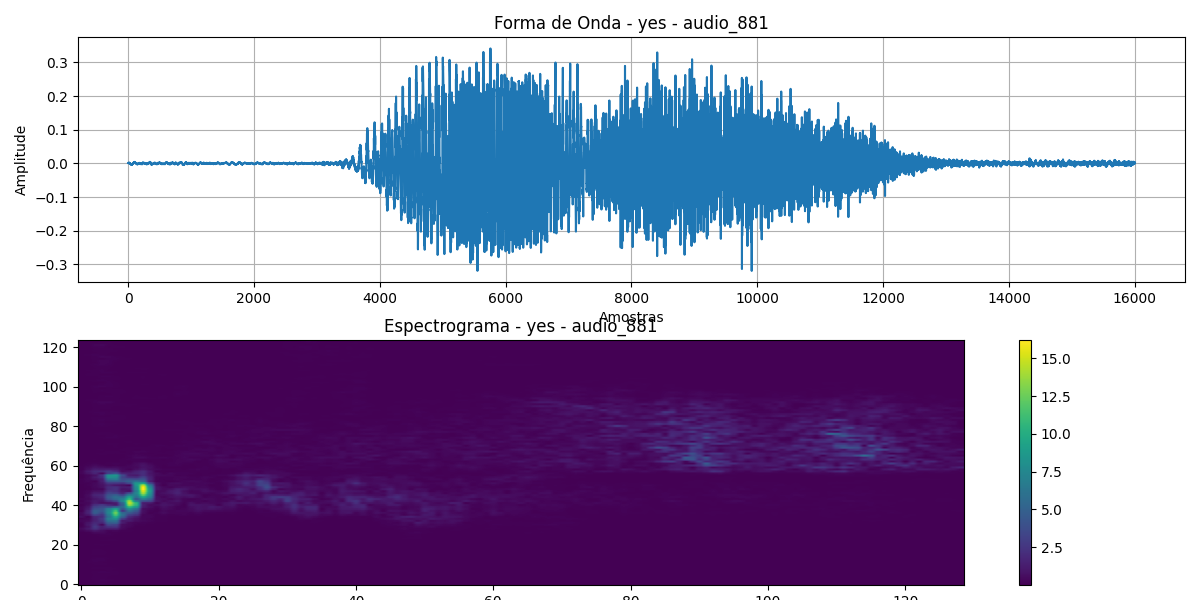 Forma de Onda - yes - audio_881
Amplitude
0.3
0.2
0.1
0.0
−0.1
−0.2
−0.3
0 2000 4000 6000 8000 10000 12000 14000 16000
Amostras
Espectrograma - yes - audio_881
Frequência
120
100
80
60
40
20
0
0 20 40 60 80 100 120
15.0
12.5
10.0
7.5
5.0
2.5